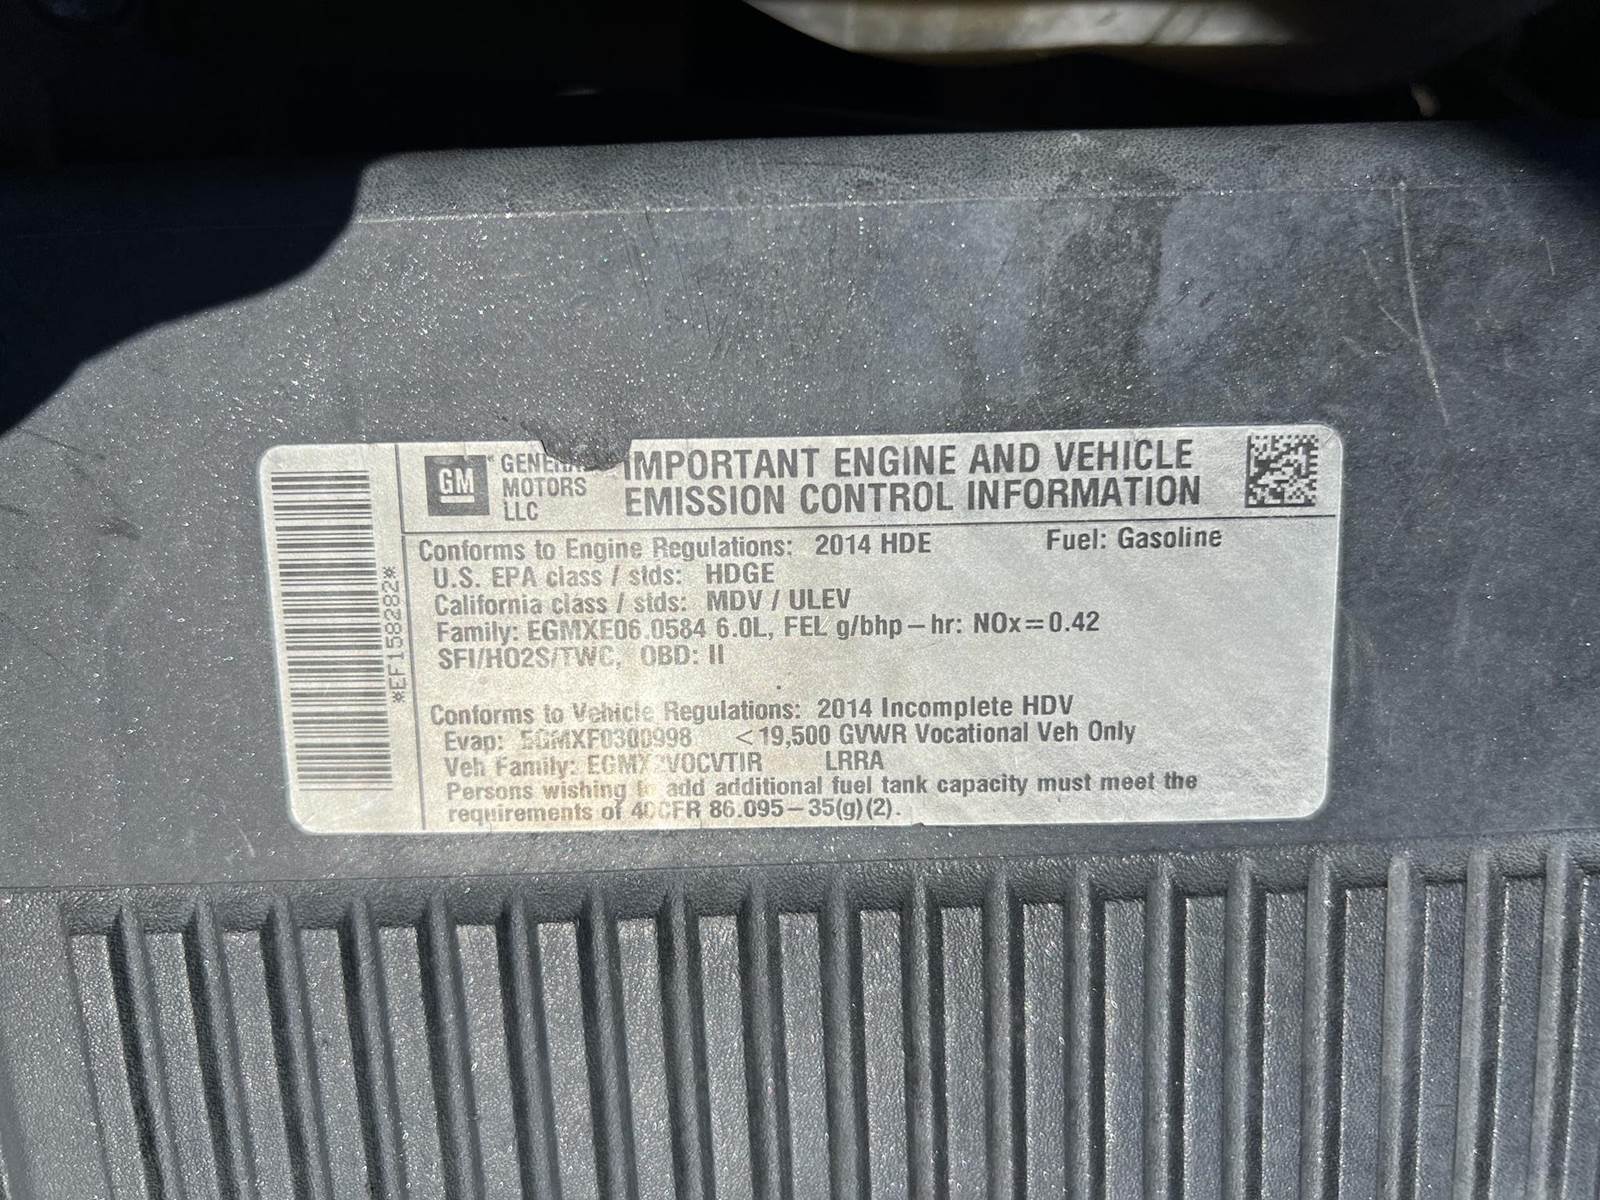 GM
GENERAL
MOTORS
LLC
IMPORTANT ENGINE AND VEHICLE
EMISSION CONTROL INFORMATION
Conforms to Engine Regulations: 2014 HDE Fuel: Gasoline
U.S. EPA class / stds: HDGE
California class / stds: MDV / ULEV
Family: EGMXE06.0584 6.0L, FEL g/bhp-hr: NOx=0.42
SFI/HO2S/TWC, OBD: II
Conforms to Vehicle Regulations: 2014 Incomplete HDV
Evap: EGMXF0300998 <19,500 GVWR Vocational Veh Only
Veh Family: LRRA
Persons wishing to add additional fuel tank capacity must meet the
requirements of 40CFR 86.095-35(g)(2).
*EF158282*